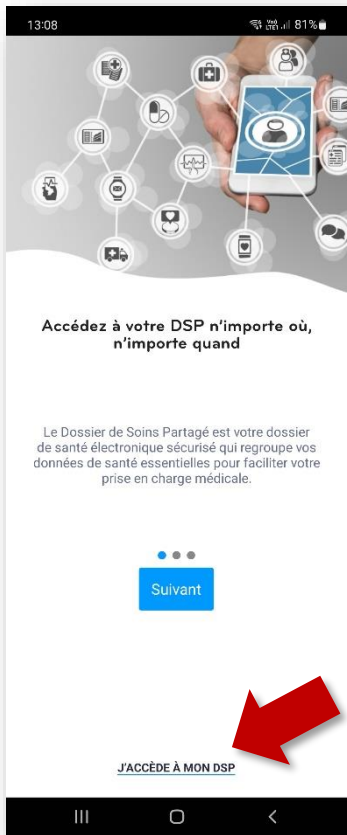 13:08
Vo)) LTE1 81%
Accédez à votre DSP n'importe où,
n'importe quand
Le Dossier de Soins Partagé est votre dossier
de santé électronique sécurisé qui regroupe vos
données de santé essentielles pour faciliter votre
prise en charge médicale.
Suivant
J'ACCÈDE À MON DSP